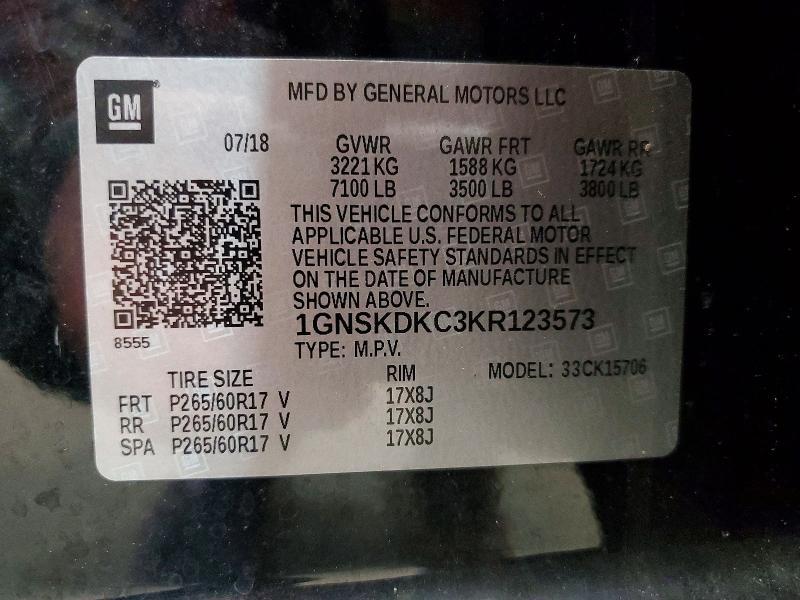 GM
MFD BY GENERAL MOTORS LLC
07/18 GVWR GAWR FRT GAWR RR
3221 KG 1588 KG 1724 KG
7100 LB 3500 LB 3800 LB
THIS VEHICLE CONFORMS TO ALL
APPLICABLE U.S. FEDERAL MOTOR
VEHICLE SAFETY STANDARDS IN EFFECT
ON THE DATE OF MANUFACTURE
SHOWN ABOVE.
1GNSKDKC3KR123573
8555
TYPE: M.P.V.
MODEL: 33CK15706
TIRE SIZE RIM
FRT P265/60R17 V 17X8J
RR P265/60R17 V 17X8J
SPA P265/60R17 V 17X8J